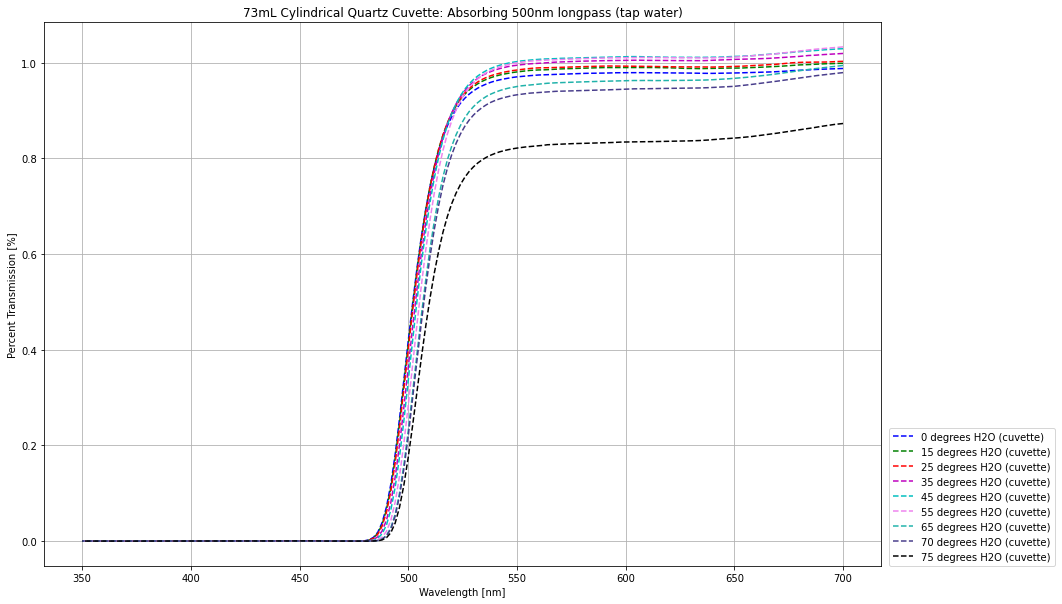 73mL Cylindrical Quartz Cuvette: Absorbing 500nm longpass (tap water)
Percent Transmission [%]
1.0
0.8
0.6
0.4
0.2
0.0
350 400 450 500 550 600 650 700
Wavelength [nm]
0 degrees H2O (cuvette)
15 degrees H2O (cuvette)
25 degrees H2O (cuvette)
35 degrees H2O (cuvette)
45 degrees H2O (cuvette)
55 degrees H2O (cuvette)
65 degrees H2O (cuvette)
70 degrees H2O (cuvette)
75 degrees H2O (cuvette)